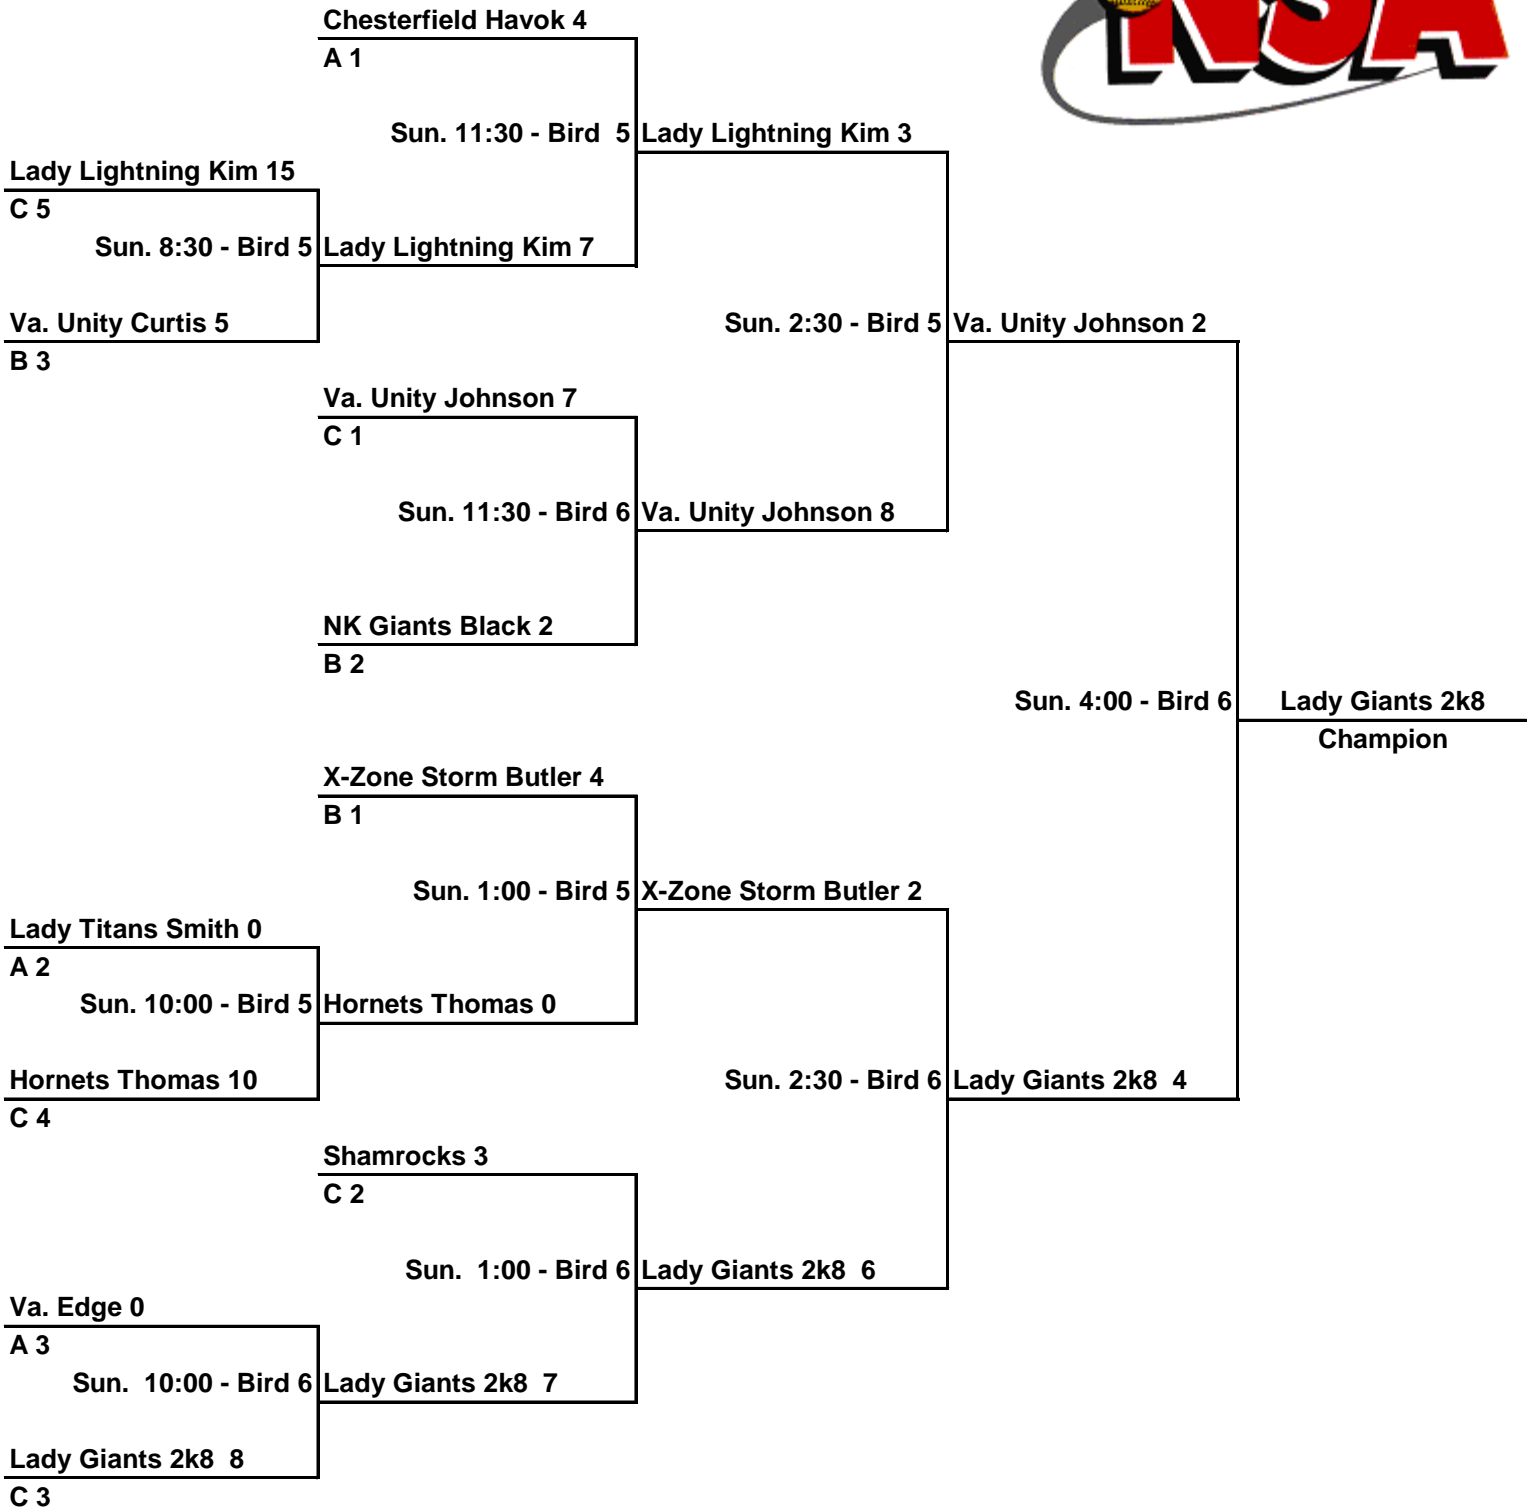 NSA
Chesterfield Havok 4
A 1
Sun. 11:30 - Bird  5
Lady Lightning Kim 3
Lady Lightning Kim 15
C 5
Sun. 8:30 - Bird 5
Lady Lightning Kim 7
Va. Unity Curtis 5
B 3
Sun. 2:30 - Bird 5
Va. Unity Johnson 2
Va. Unity Johnson 7
C 1
Sun. 11:30 - Bird 6
Va. Unity Johnson 8
NK Giants Black 2
B 2
Sun. 4:00 - Bird 6
Lady Giants 2k8
Champion
X-Zone Storm Butler 4
B 1
Sun. 1:00 - Bird 5
X-Zone Storm Butler 2
Lady Titans Smith 0
A 2
Sun. 10:00 - Bird 5
Hornets Thomas 0
Hornets Thomas 10
C 4
Sun. 2:30 - Bird 6
Lady Giants 2k8  4
Shamrocks 3
C 2
Sun.  1:00 - Bird 6
Lady Giants 2k8  6
Va. Edge 0
A 3
Sun.  10:00 - Bird 6
Lady Giants 2k8  7
Lady Giants 2k8  8
C 3